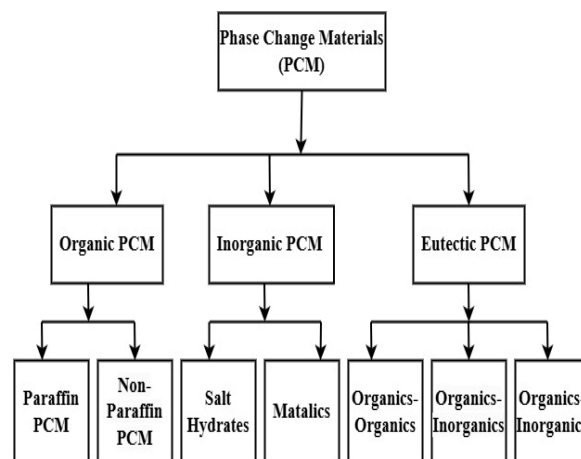 Phase Change Materials
(PCM)
Organic PCM
Inorganic PCM
Eutectic PCM
Paraffin
PCM
Non-
Paraffin
PCM
Salt
Hydrates
Matalics
Organics-
Organics
Organics-
Inorganics
Organics-
Inorganic